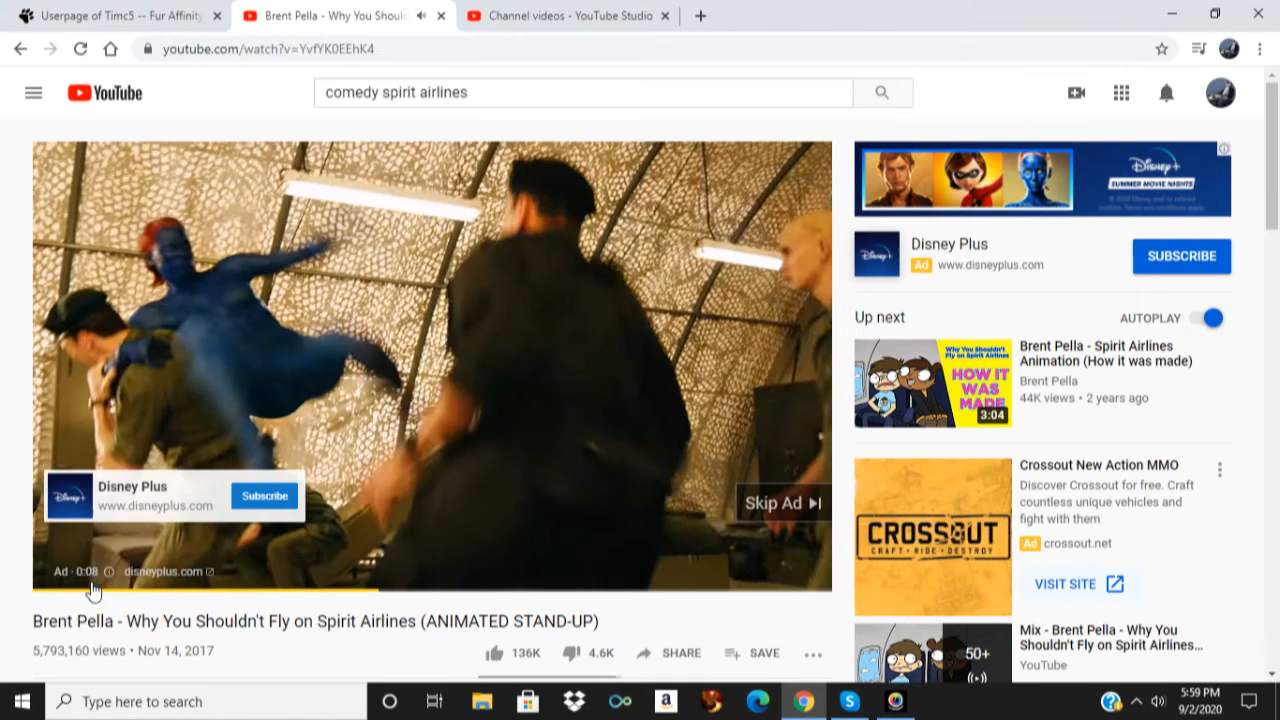 Userpage of Timc5 -- Fur Affinity
Brent Pella - Why You Shoul
Channel videos - YouTube Studio
youtube.com/watch?v=YvfYK0EEhK4
YouTube
comedy spirit airlines
Disney+
SUMMER MOVIE NIGHTS
Disney Plus
Ad www.disneyplus.com
SUBSCRIBE
Up next
AUTOPLAY
Why You Shouldn't
Fly on Spirit Airlines
HOW IT
WAS
MADE
3:04
Brent Pella - Spirit Airlines
Animation (How it was made)
Brent Pella
44K views • 2 years ago
CROSSOUT
CRAFT • RIDE • DESTROY
Crossout New Action MMO
Discover Crossout for free. Craft
countless unique vehicles and
fight with them
Ad crossout.net
VISIT SITE
50+
Mix - Brent Pella - Why You
Shouldn't Fly on Spirit Airlines...
YouTube
Disney+
Disney Plus
www.disneyplus.com
Subscribe
Skip Ad
Ad · 0:08 disneyplus.com
Brent Pella - Why You Shouldn't Fly on Spirit Airlines (ANIMATED STAND-UP)
5,793,160 views • Nov 14, 2017
136K 4.6K SHARE SAVE
Type here to search
5:59 PM
9/2/2020